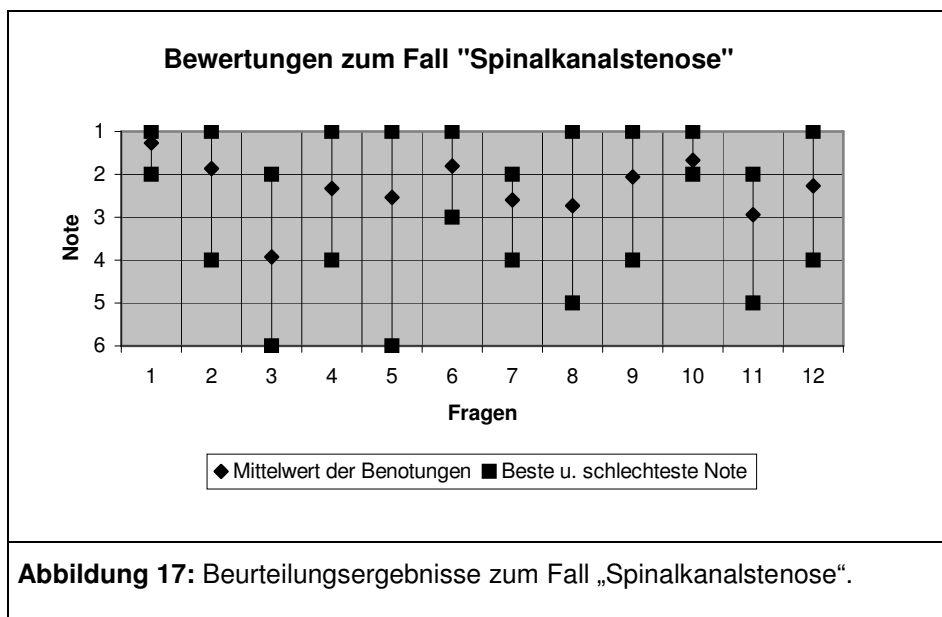 Bewertungen zum Fall "Spinalkanalstenose"
Note
1
2
3
4
5
6
1 2 3 4 5 6 7 8 9 10 11 12
Fragen
Mittelwert der Benotungen Beste u. schlechteste Note
Abbildung 17: Beurteilungsergebnisse zum Fall „Spinalkanalstenose“.